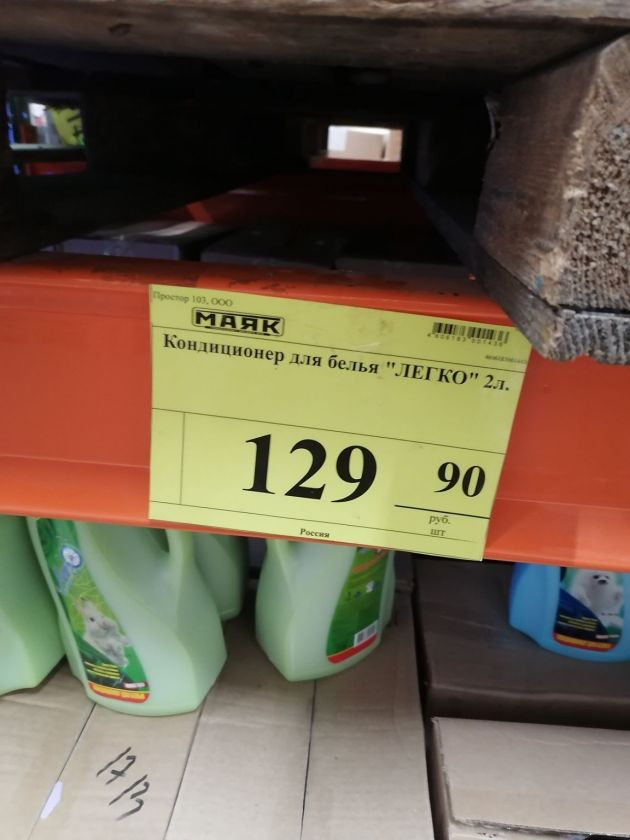 Простор 103, ООО
МАЯК
Кондиционер для белья "ЛЕГКО" 2л.
129 90
руб.
шт
Россия
17/3